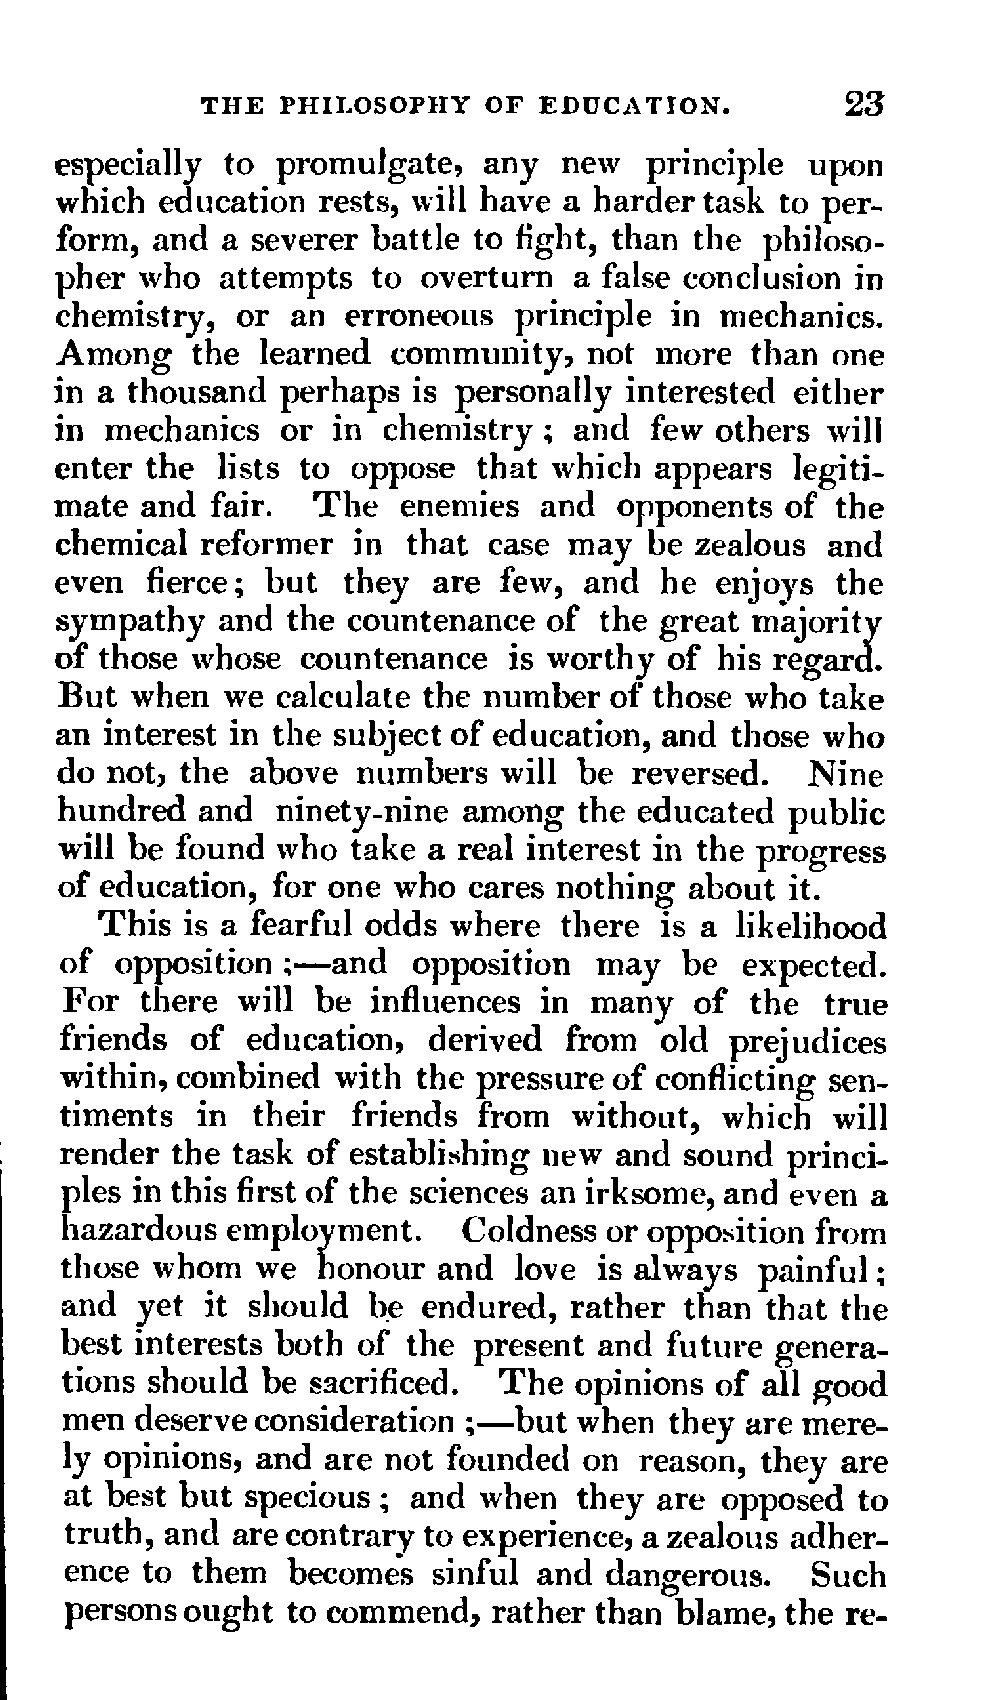 THE PHILOSOPHY OF EDUCATION. 23
especially to promulgate, any new principle upon
which education rests, will have a harder task to per-
form, and a severer battle to fight, than the philoso-
pher who attempts to overturn a false conclusion in
chemistry, or an erroneous principle in mechanics.
Among the learned community, not more than one
in a thousand perhaps is personally interested either
in mechanics or in chemistry ; and few others will
enter the lists to oppose that which appears legiti-
mate and fair. The enemies and opponents of the
chemical reformer in that case may be zealous and
even fierce; but they are few, and he enjoys the
sympathy and the countenance of the great majority
of those whose countenance is worthy of his regard.
But when we calculate the number of those who take
an interest in the subject of education, and those who
do not, the above numbers will be reversed. Nine
hundred and ninety-nine among the educated public
will be found who take a real interest in the progress
of education, for one who cares nothing about it.
This is a fearful odds where there is a likelihood
of opposition ;—and opposition may be expected.
For there will be influences in many of the true
friends of education, derived from old prejudices
within, combined with the pressure of conflicting sen-
timents in their friends from without, which will
render the task of establishing new and sound princi-
ples in this first of the sciences an irksome, and even a
hazardous employment. Coldness or opposition from
those whom we honour and love is always painful ;
and yet it should be endured, rather than that the
best interests both of the present and future genera-
tions should be sacrificed. The opinions of all good
men deserve consideration ;—but when they are mere-
ly opinions, and are not founded on reason, they are
at best but specious ; and when they are opposed to
truth, and are contrary to experience, a zealous adher-
ence to them becomes sinful and dangerous. Such
persons ought to commend, rather than blame, the re-